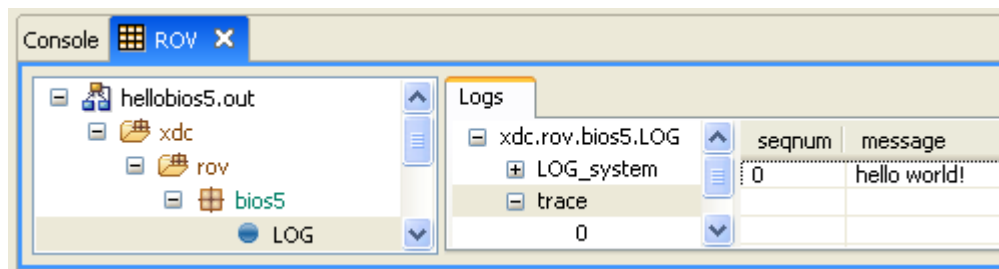 Console ROV
hellobios5.out
xdc
rov
bios5
LOG
Logs
xdc.rov.bios5.LOG
LOG_system
trace
0
seqnum message
0 hello world!